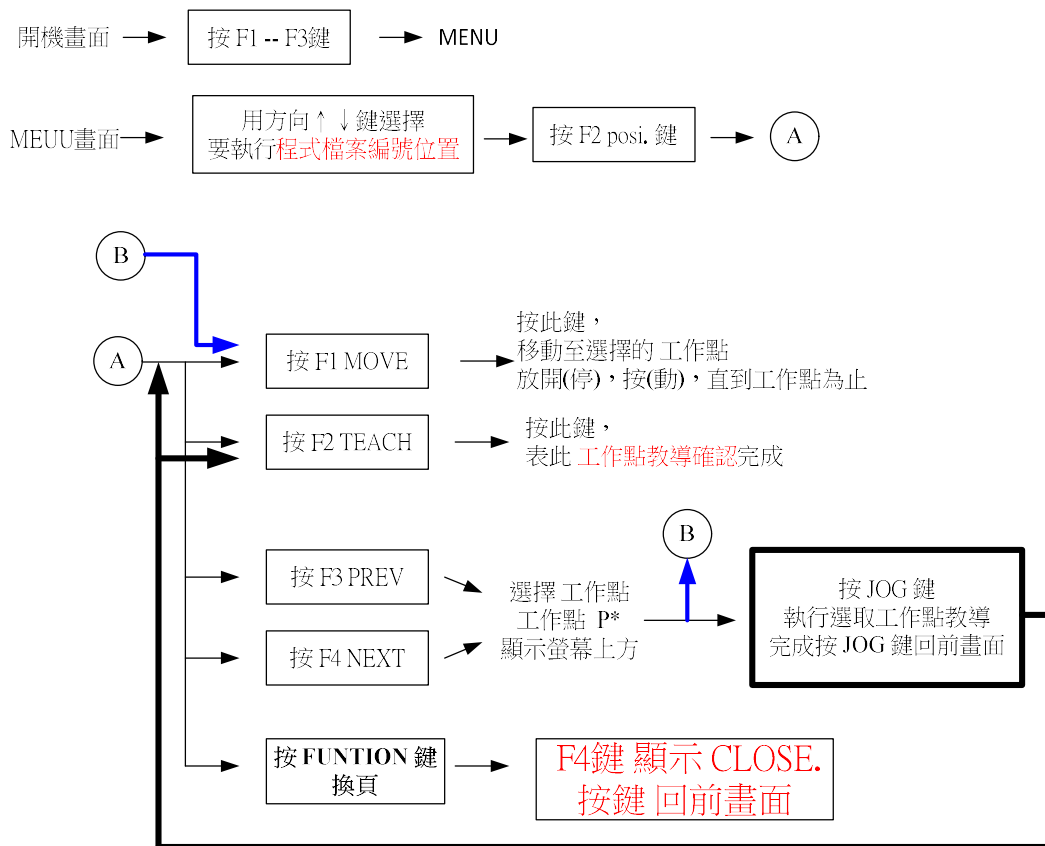 開機畫面
按 F1 -- F3鍵
MENU
MEUU畫面
用方向↑ ↓鍵選擇
要執行程式檔案編號位置
按 F2 posi. 鍵
A
B
A
按 F1 MOVE
按此鍵，
移動至選擇的 工作點
放開(停)，按(動)，直到工作點為止
按 F2 TEACH
按此鍵，
表此 工作點教導確認完成
B
按 F3 PREV
按 F4 NEXT
選擇 工作點
工作點 P*
顯示螢幕上方
按 JOG 鍵
執行選取工作點教導
完成按 JOG 鍵回前畫面
按 FUNTION 鍵
換頁
F4鍵 顯示 CLOSE.
按鍵 回前畫面